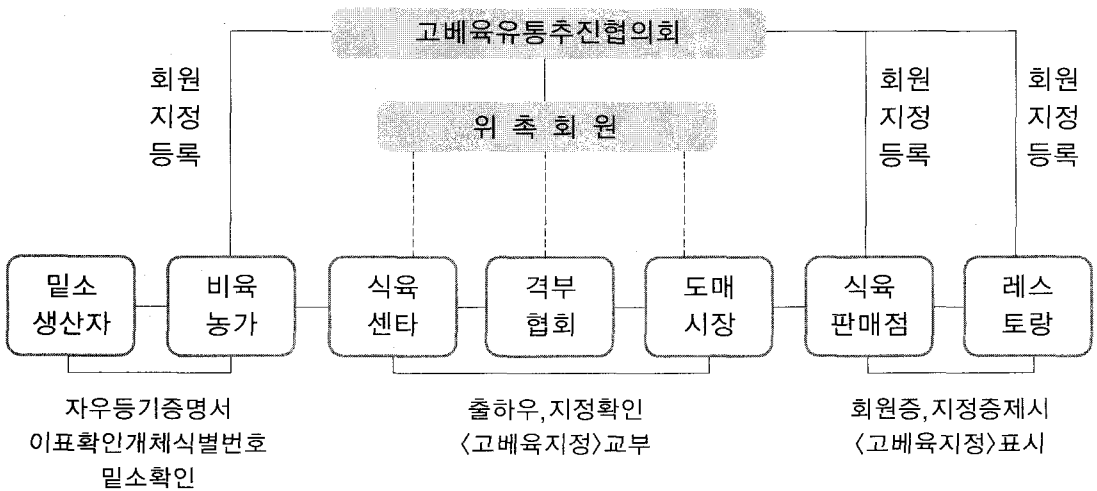 고베육유통추진협의회
회원
지정
등록
회원
지정
등록
회원
지정
등록
위 촉 회 원
밑소
생산자
비육
농가
식육
센타
격부
협회
도매
시장
식육
판매점
레스
토랑
자우등기증명서
이표확인개체식별번호
밑소확인
출하우,지정확인
〈고베육지정〉교부
회원증,지정증제시
〈고베육지정〉표시